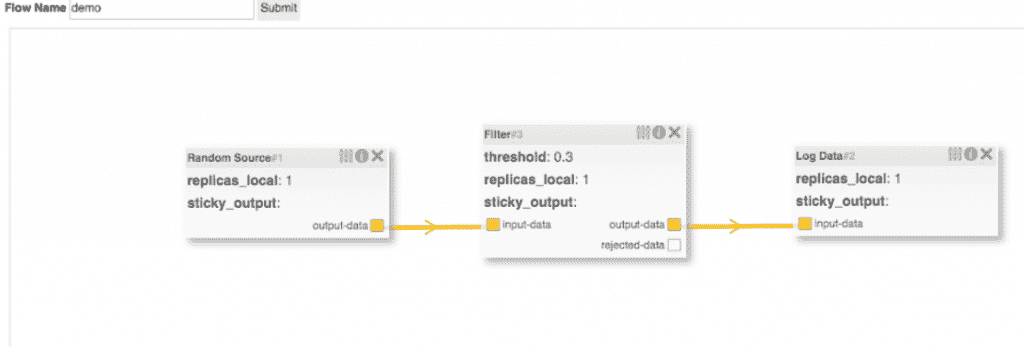 Flow Name demo Submit
Random Source#1
replicas_local: 1
sticky_output:
output-data
Filter#3
threshold: 0.3
replicas_local: 1
sticky_output:
input-data output-data
rejected-data
Log Data#2
replicas_local: 1
sticky_output:
input-data